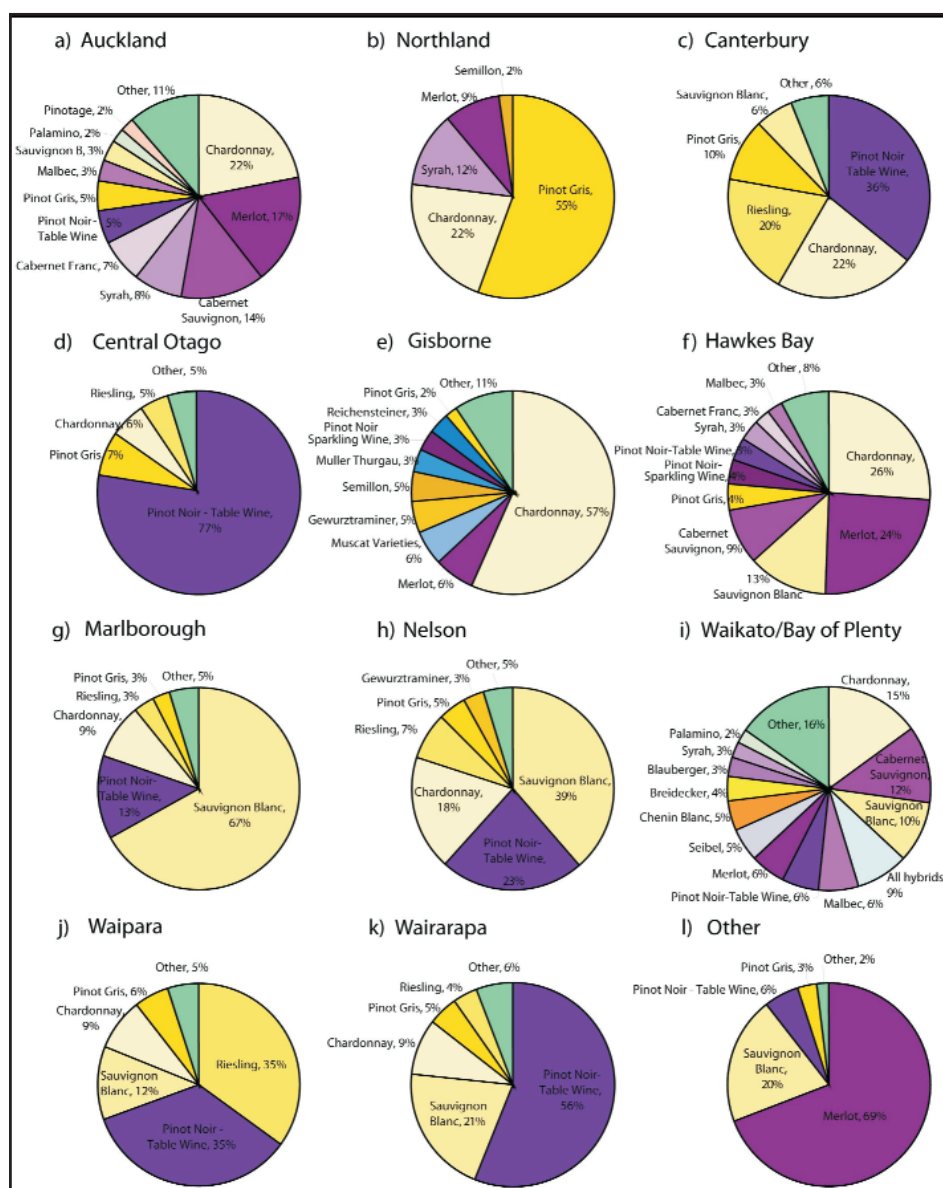 a) Auckland
Other, 11%
Pinotage, 2%
Palamino, 2%
Sauvignon B, 3%
Malbec, 3%
Pinot Gris, 5%
Pinot Noir-
Table Wine
5%
Cabernet Franc, 7%
Syrah, 8%
Cabernet
Sauvignon, 14%
Merlot, 17%
Chardonnay,
22%
b) Northland
Semillon, 2%
Merlot, 9%
Syrah, 12%
Chardonnay,
22%
Pinot Gris,
55%
c) Canterbury
Other, 6%
Sauvignon Blanc,
6%
Pinot Gris,
10%
Riesling,
20%
Chardonnay,
22%
Pinot Noir
Table Wine
36%
d) Central Otago
Other, 5%
Riesling, 5%
Chardonnay, 6%
Pinot Gris, 7%
Pinot Noir - Table Wine,
77%
e) Gisborne
Other, 11%
Pinot Gris, 2%
Reichensteiner, 3%
Pinot Noir
Sparkling Wine, 3%
Muller Thurgau, 3%
Semillon, 5%
Gewurztraminer, 5%
Muscat Varieties,
6%
Merlot, 6%
Chardonnay, 57%
f) Hawkes Bay
Other, 8%
Malbec, 3%
Cabernet Franc, 3%
Syrah, 3%
Pinot Noir-Table Wine,
Pinot Noir-
Sparkling Wine, 4%
Pinot Gris, 4%
Cabernet
Sauvignon, 9%
13%
Sauvignon Blanc
Merlot, 24%
Chardonnay,
26%
g) Marlborough
Other, 5%
Pinot Gris, 3%
Riesling, 3%
Chardonnay,
9%
Pinot Noir-
Table Wine,
13%
Sauvignon Blanc,
67%
h) Nelson
Other, 5%
Gewurztraminer, 3%
Pinot Gris, 5%
Riesling, 7%
Chardonnay,
18%
Pinot Noir-
Table Wine,
23%
Sauvignon Blanc,
39%
i) Waikato/Bay of Plenty
Chardonnay,
15%
Other, 16%
Palamino, 2%
Syrah, 3%
Blauberger, 3%
Breidecker, 4%
Chenin Blanc, 5%
Seibel, 5%
Merlot, 6%
Pinot Noir-Table Wine, 6%
Malbec, 6%
All hybrids
9%
Sauvignon
Blanc, 10%
Cabernet
Sauvignon,
12%
j) Waipara
Other, 5%
Pinot Gris, 6%
Chardonnay,
9%
Sauvignon
Blanc, 12%
Pinot Noir -
Table Wine, 35%
Riesling, 35%
k) Wairarapa
Other, 6%
Riesling, 4%
Pinot Gris, 5%
Chardonnay, 9%
Sauvignon
Blanc, 21%
Pinot Noir-
Table Wine
56%
l) Other
Other, 2%
Pinot Gris, 3%
Pinot Noir - Table Wine, 6%
Sauvignon
Blanc,
20%
Merlot, 69%